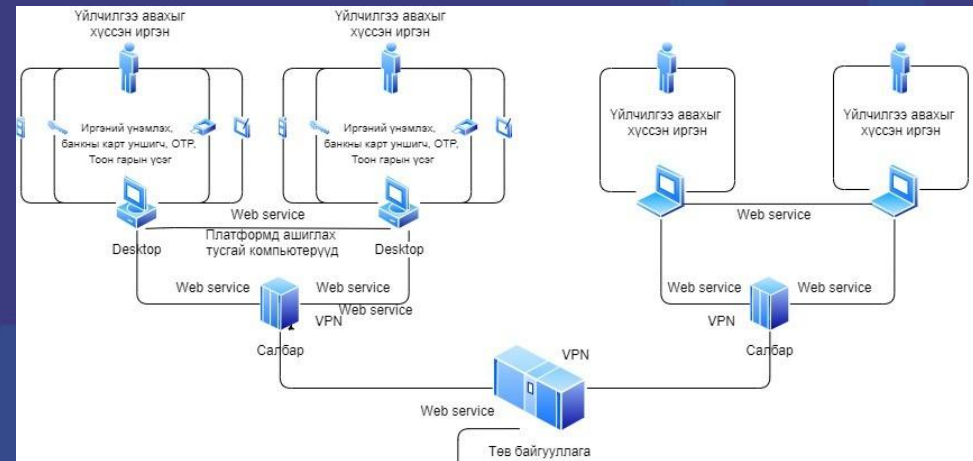 Үйлчилгээ авахыг
хүссэн иргэн
Үйлчилгээ авахыг
хүссэн иргэн
Иргэний үнэмлэх,
банкны карт уншигч, OTP,
Тоон гарын үсэг
Иргэний үнэмлэх,
банкны карт уншигч, OTP,
Тоон гарын үсэг
Үйлчилгээ авахыг
хүссэн иргэн
Үйлчилгээ авахыг
хүссэн иргэн
Web service
Web service
Desktop
Платформд ашиглах
тусгай компьютерууд
Desktop
Web service
Web service
Web service
VPN
Салбар
Web service
Web service
VPN
Салбар
VPN
Web service
Төв байгууллага